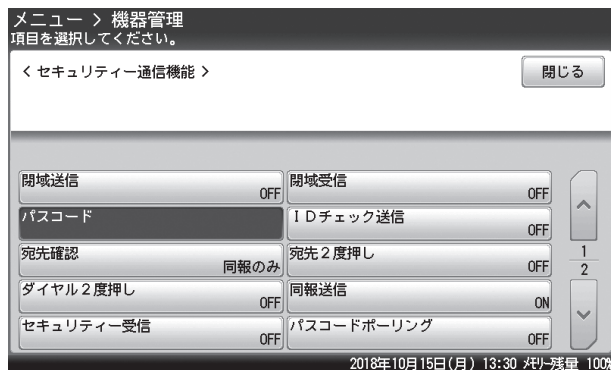 メニュー > 機器管理
項目を選択してください。
< セキュリティー通信機能 >
閉じる
閉域送信 OFF
閉域受信 OFF
パスコード
IDチェック送信 OFF
宛先確認 同報のみ
宛先2度押し OFF
ダイヤル2度押し OFF
同報送信 ON
セキュリティー受信 OFF
パスコードポーリング OFF
1
2
2018年10月15日(月) 13:30 メモリー残量 100%